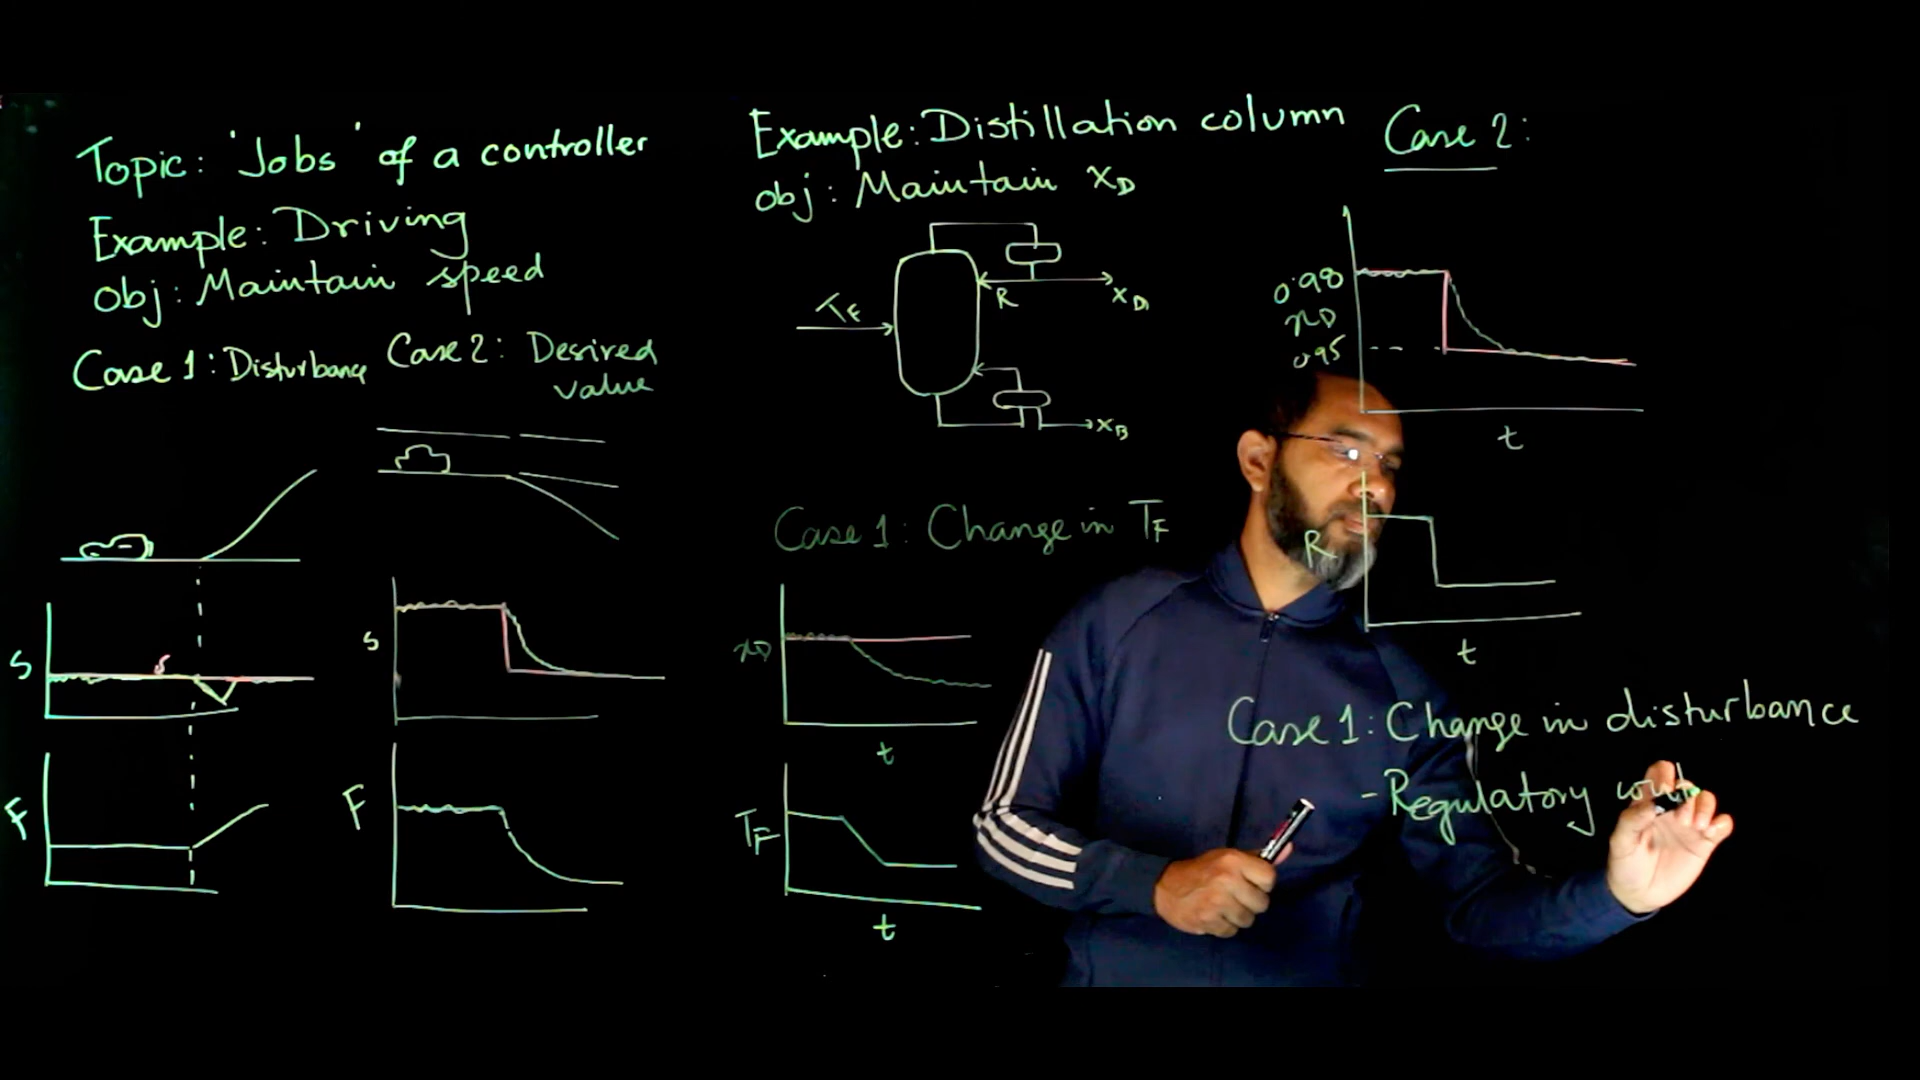 Topic: 'Jobs' of a controller
Example: Driving
Obj: Maintain speed
Case 1: Disturbance
Case 2: Desired
value
S
S
F
F
Example: Distillation column
Obj: Maintain XD
TF
R
XD
XB
Case 1: Change in TF
xD
t
TF
t
Case 2:
0.98
xD
0.95
t
R
t
Case 1: Change in disturbance
- Regulatory